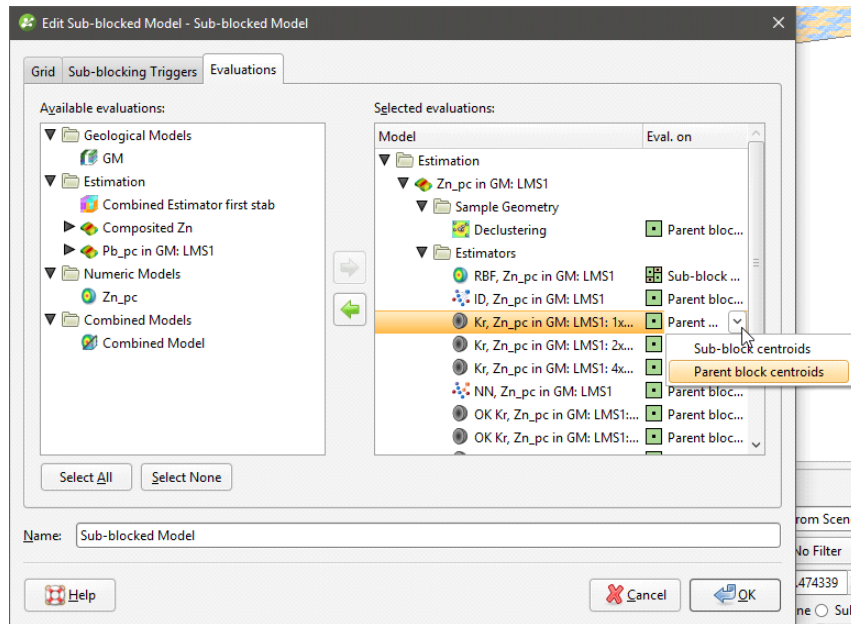 Edit Sub-blocked Model - Sub-blocked Model
Grid Sub-blocking Triggers Evaluations
Available evaluations:
Geological Models
GM
Estimation
Combined Estimator first stab
Composited Zn
Pb_pc in GM: LMS1
Numeric Models
Zn_pc
Combined Models
Combined Model
Select All Select None
Selected evaluations:
Model Eval. on
Estimation
Zn_pc in GM: LMS1
Sample Geometry
Declustering Parent bloc...
Estimators
RBF, Zn_pc in GM: LMS1 Sub-block ...
ID, Zn_pc in GM: LMS1 Parent bloc...
Kr, Zn_pc in GM: LMS1: 1x... Parent ...
Kr, Zn_pc in GM: LMS1: 2x...
Kr, Zn_pc in GM: LMS1: 4x...
Sub-block centroids
Parent block centroids
NN, Zn_pc in GM: LMS1 Parent bloc...
OK Kr, Zn_pc in GM: LMS1:... Parent bloc...
OK Kr, Zn_pc in GM: LMS1:... Parent bloc...
Name: Sub-blocked Model
Help Cancel OK
rom Scen
No Filter
.474339
ne Sul